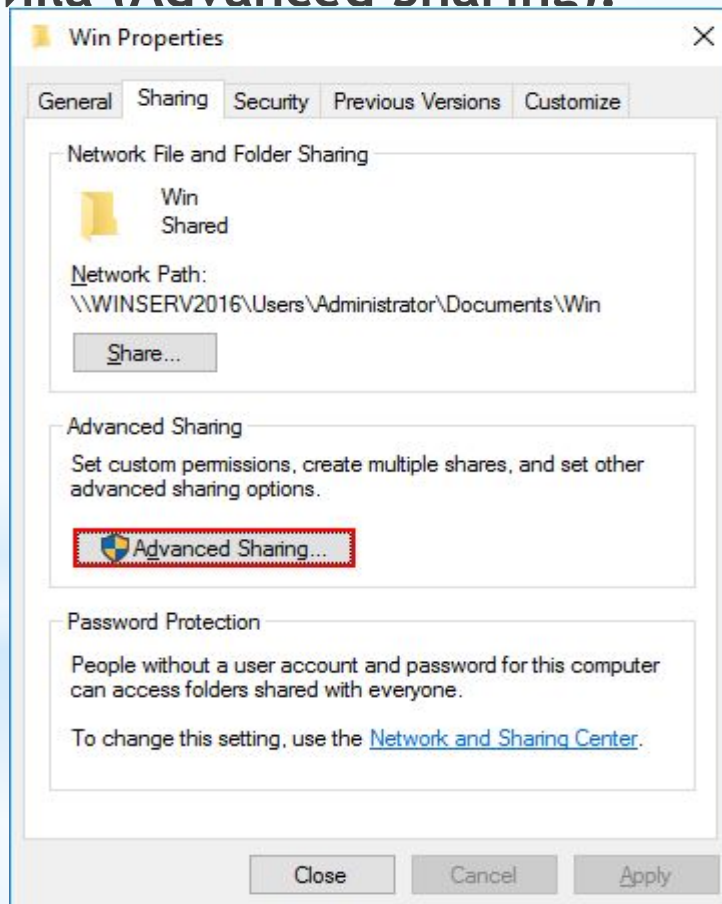 (Advanced Sharing).
Win Properties
General Sharing Security Previous Versions Customize
Network File and Folder Sharing
Win
Shared
Network Path:
\\WINSERV2016\Users\Administrator\Documents\Win
Share...
Advanced Sharing
Set custom permissions, create multiple shares, and set other
advanced sharing options.
Advanced Sharing...
Password Protection
People without a user account and password for this computer
can access folders shared with everyone.
To change this setting, use the Network and Sharing Center.
Close Cancel Apply